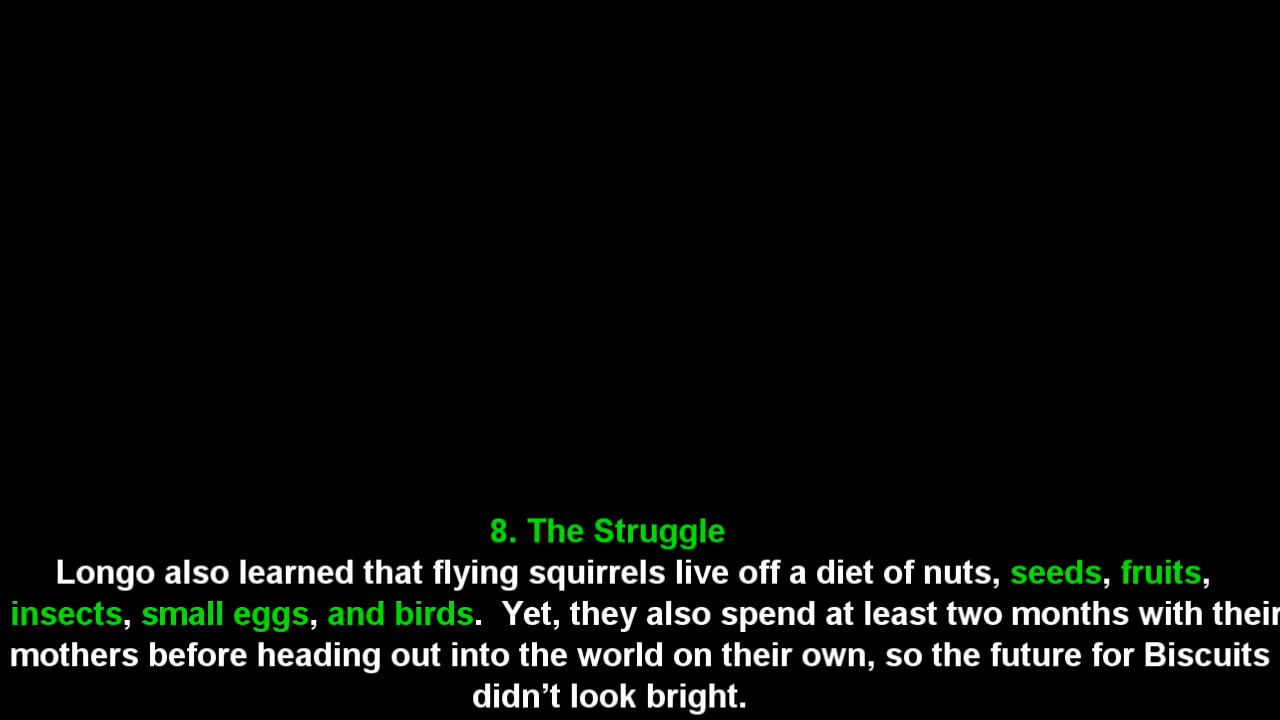 8. The Struggle
Longo also learned that flying squirrels live off a diet of nuts, seeds, fruits,
insects, small eggs, and birds.  Yet, they also spend at least two months with their
mothers before heading out into the world on their own, so the future for Biscuits
didn’t look bright.